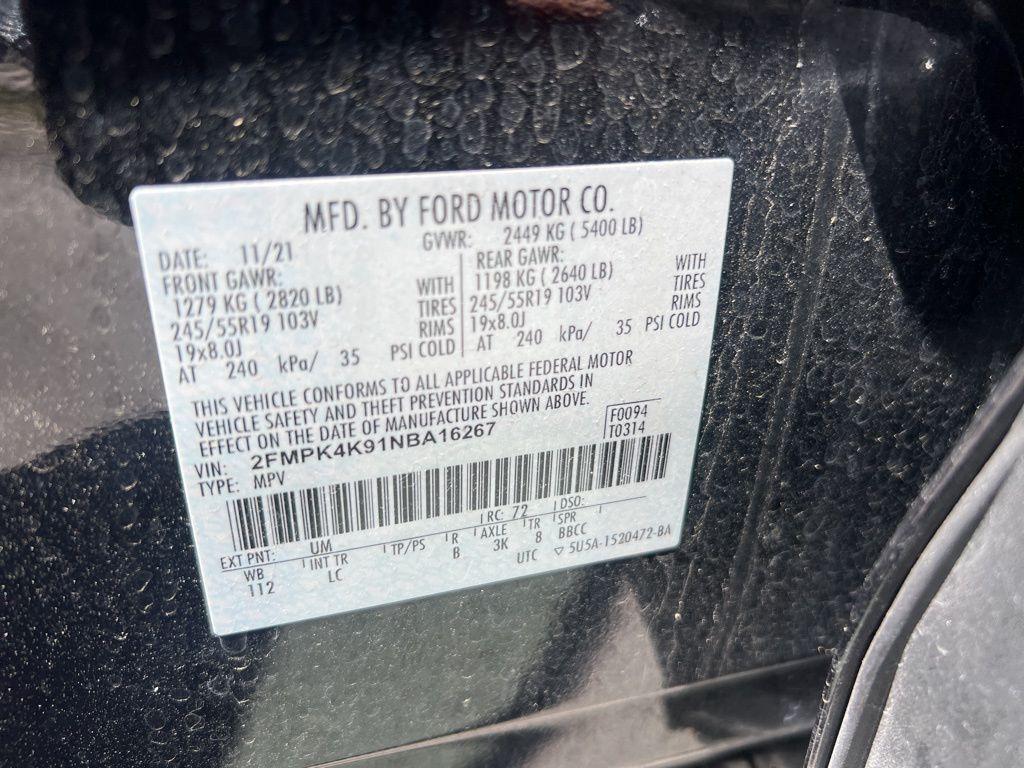 MFD. BY FORD MOTOR CO.
DATE: 11/21 GVWR: 2449 KG ( 5400 LB)
FRONT GAWR: REAR GAWR:
1279 KG ( 2820 LB) WITH 1198 KG ( 2640 LB) WITH
245/55R19 103V TIRES 245/55R19 103V TIRES
19x8.0J RIMS 19x8.0J RIMS
AT 240 kPa/ 35 PSI COLD AT 240 kPa/ 35 PSI COLD
THIS VEHICLE CONFORMS TO ALL APPLICABLE FEDERAL MOTOR
VEHICLE SAFETY AND THEFT PREVENTION STANDARDS IN
EFFECT ON THE DATE OF MANUFACTURE SHOWN ABOVE.
VIN: 2FMPK4K91NBA16267 F0094
TYPE: MPV T0314
EXT PNT: UM RC: 72 DSO:
WB INT TR TP/PS R AXLE TR SPR
112 LC B 3K 8 BBCC
UTC ▽ 5U5A-1520472-BA